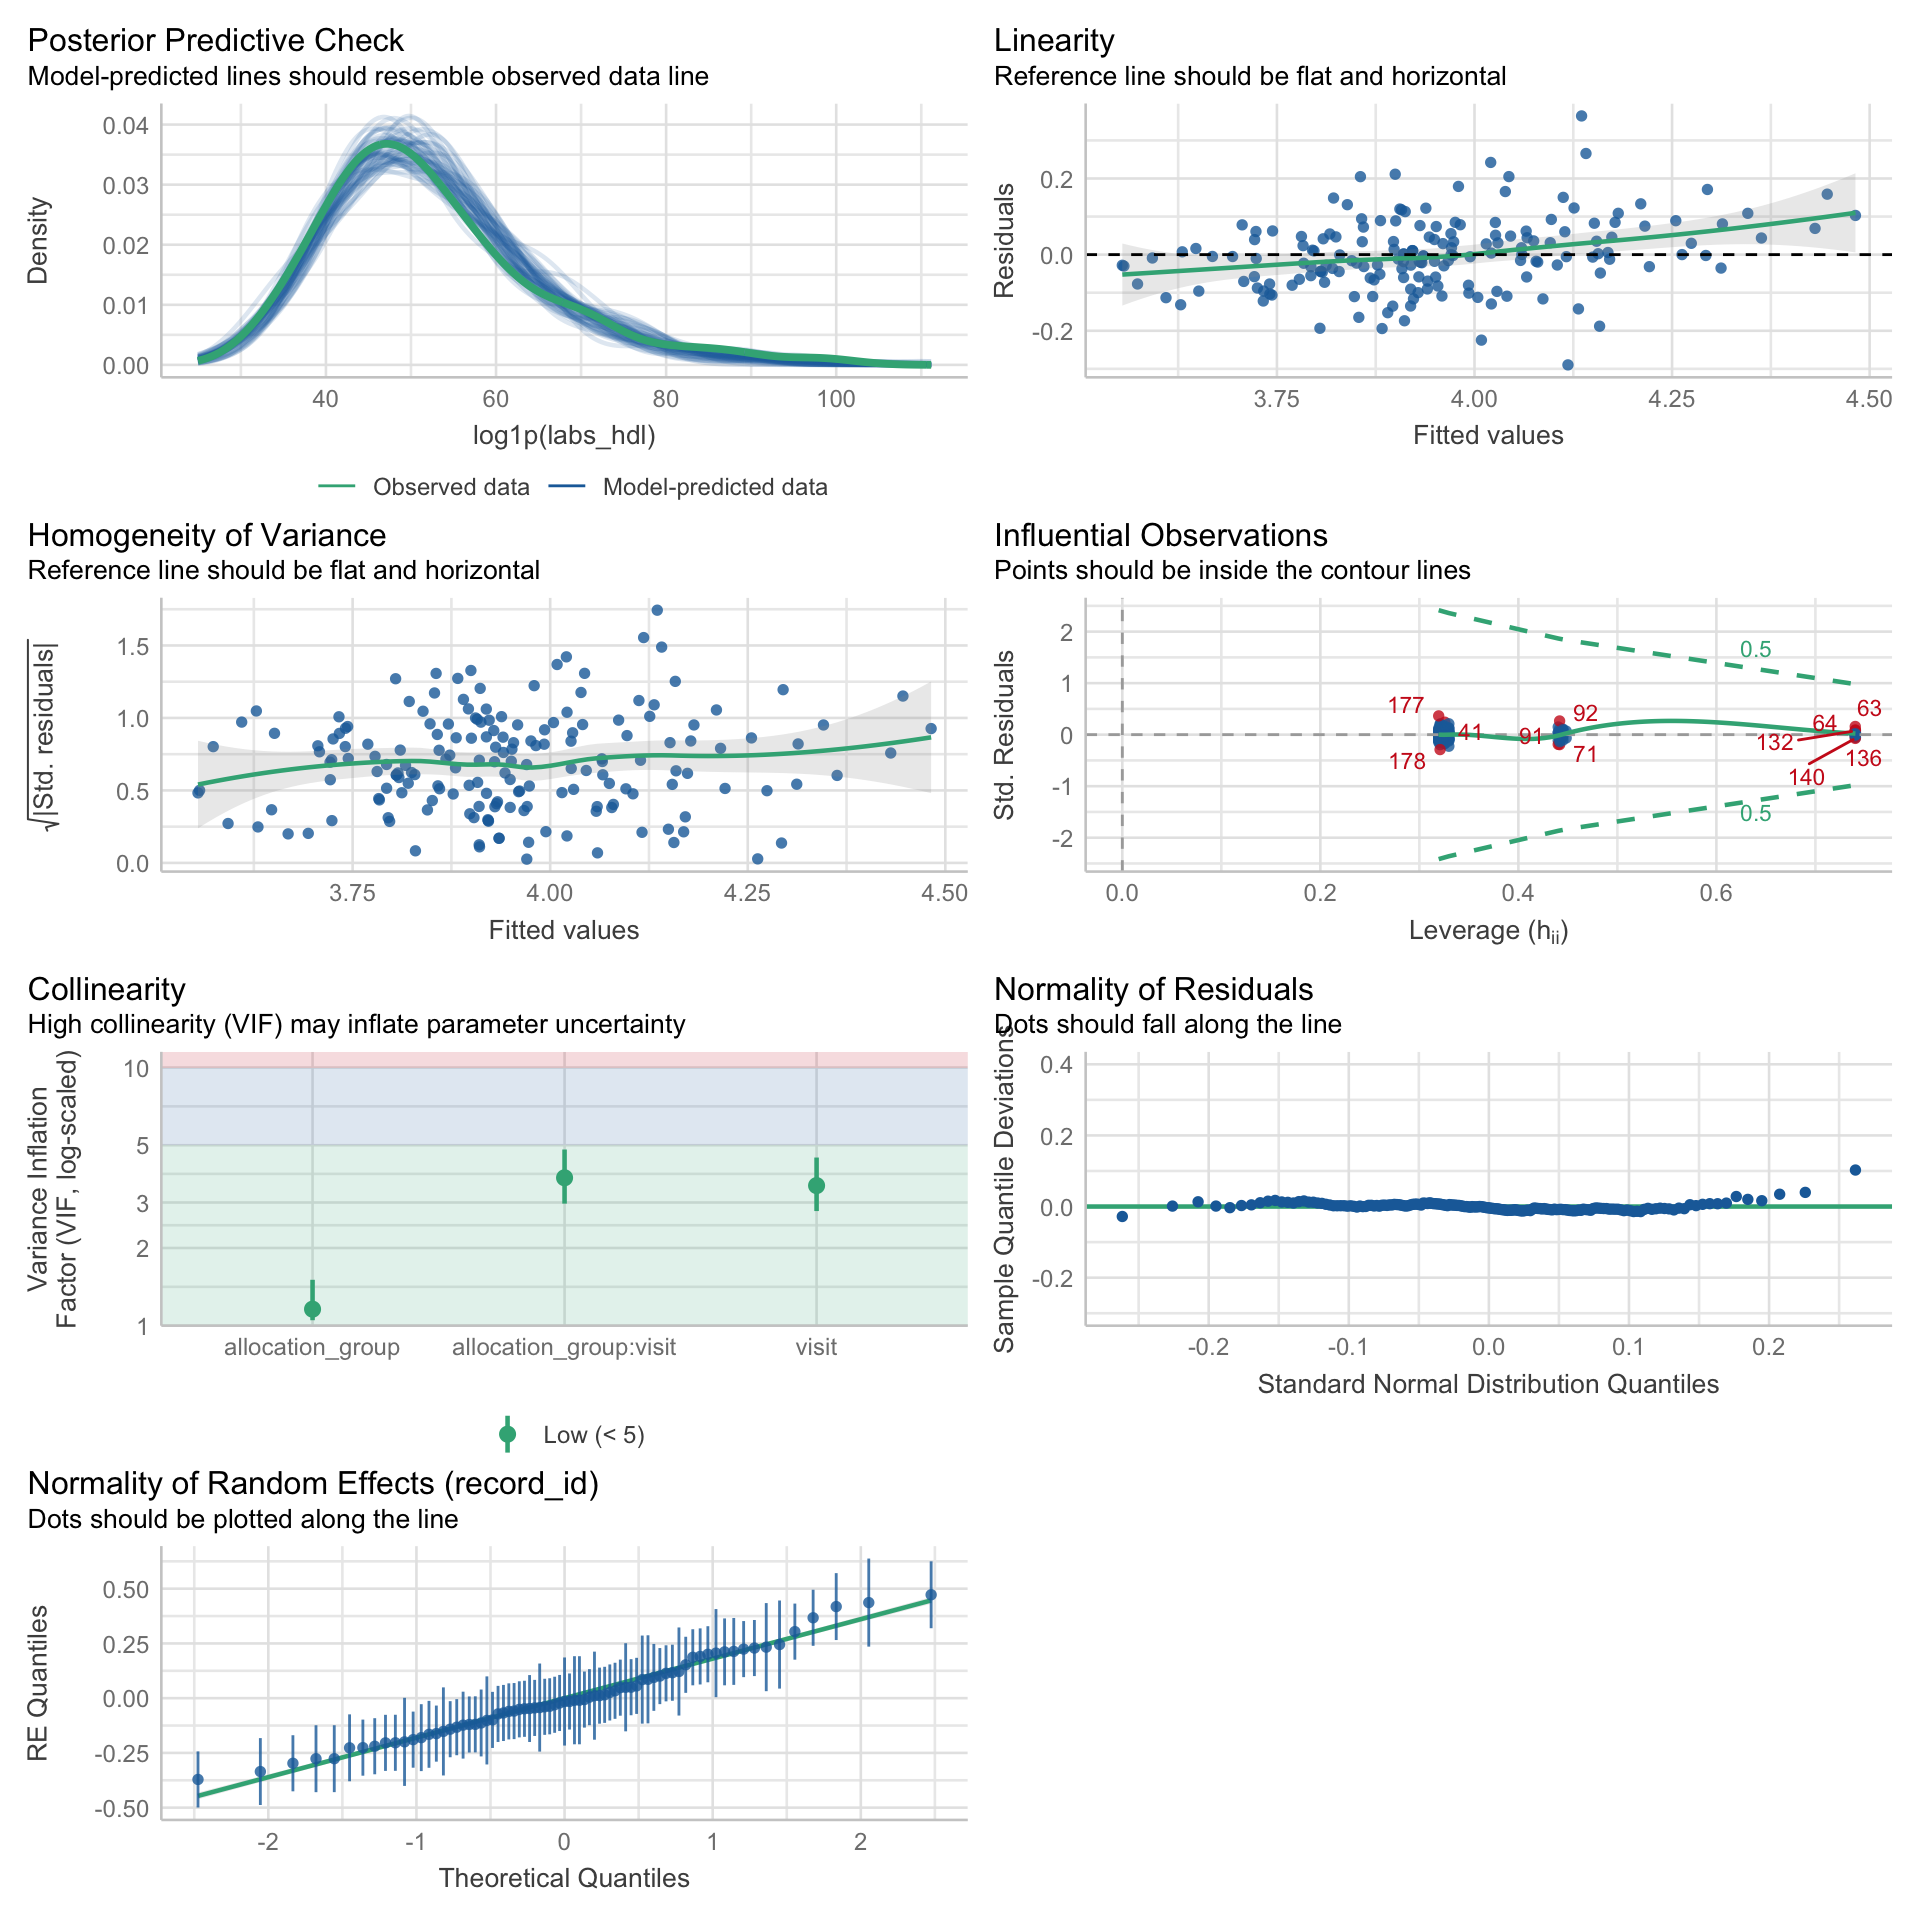 Posterior Predictive Check
Model-predicted lines should resemble observed data line
Density
0.04
0.03
0.02
0.01
0.00
40 60 80 100
log1p(labs_hdl)
Observed data Model-predicted data
Linearity
Reference line should be flat and horizontal
Residuals
0.2
0.0
-0.2
3.75 4.00 4.25 4.50
Fitted values
Homogeneity of Variance
Reference line should be flat and horizontal
√|Std. residuals|
1.5
1.0
0.5
0.0
3.75 4.00 4.25 4.50
Fitted values
Influential Observations
Points should be inside the contour lines
Std. Residuals
2
1
0
-1
-2
0.5
177
41
178
92
91
71
63
64
132
136
140
0.5
0.0 0.2 0.4 0.6
Leverage (hii)
Collinearity
High collinearity (VIF) may inflate parameter uncertainty
Variance Inflation
Factor (VIF, log-scaled)
10
5
3
2
1
allocation_group allocation_group:visit visit
Low (< 5)
Normality of Residuals
Dots should fall along the line
Sample Quantile Deviations
0.4
0.2
0.0
-0.2
-0.2 -0.1 0.0 0.1 0.2
Standard Normal Distribution Quantiles
Normality of Random Effects (record_id)
Dots should be plotted along the line
RE Quantiles
0.50
0.25
0.00
-0.25
-0.50
-2 -1 0 1 2
Theoretical Quantiles